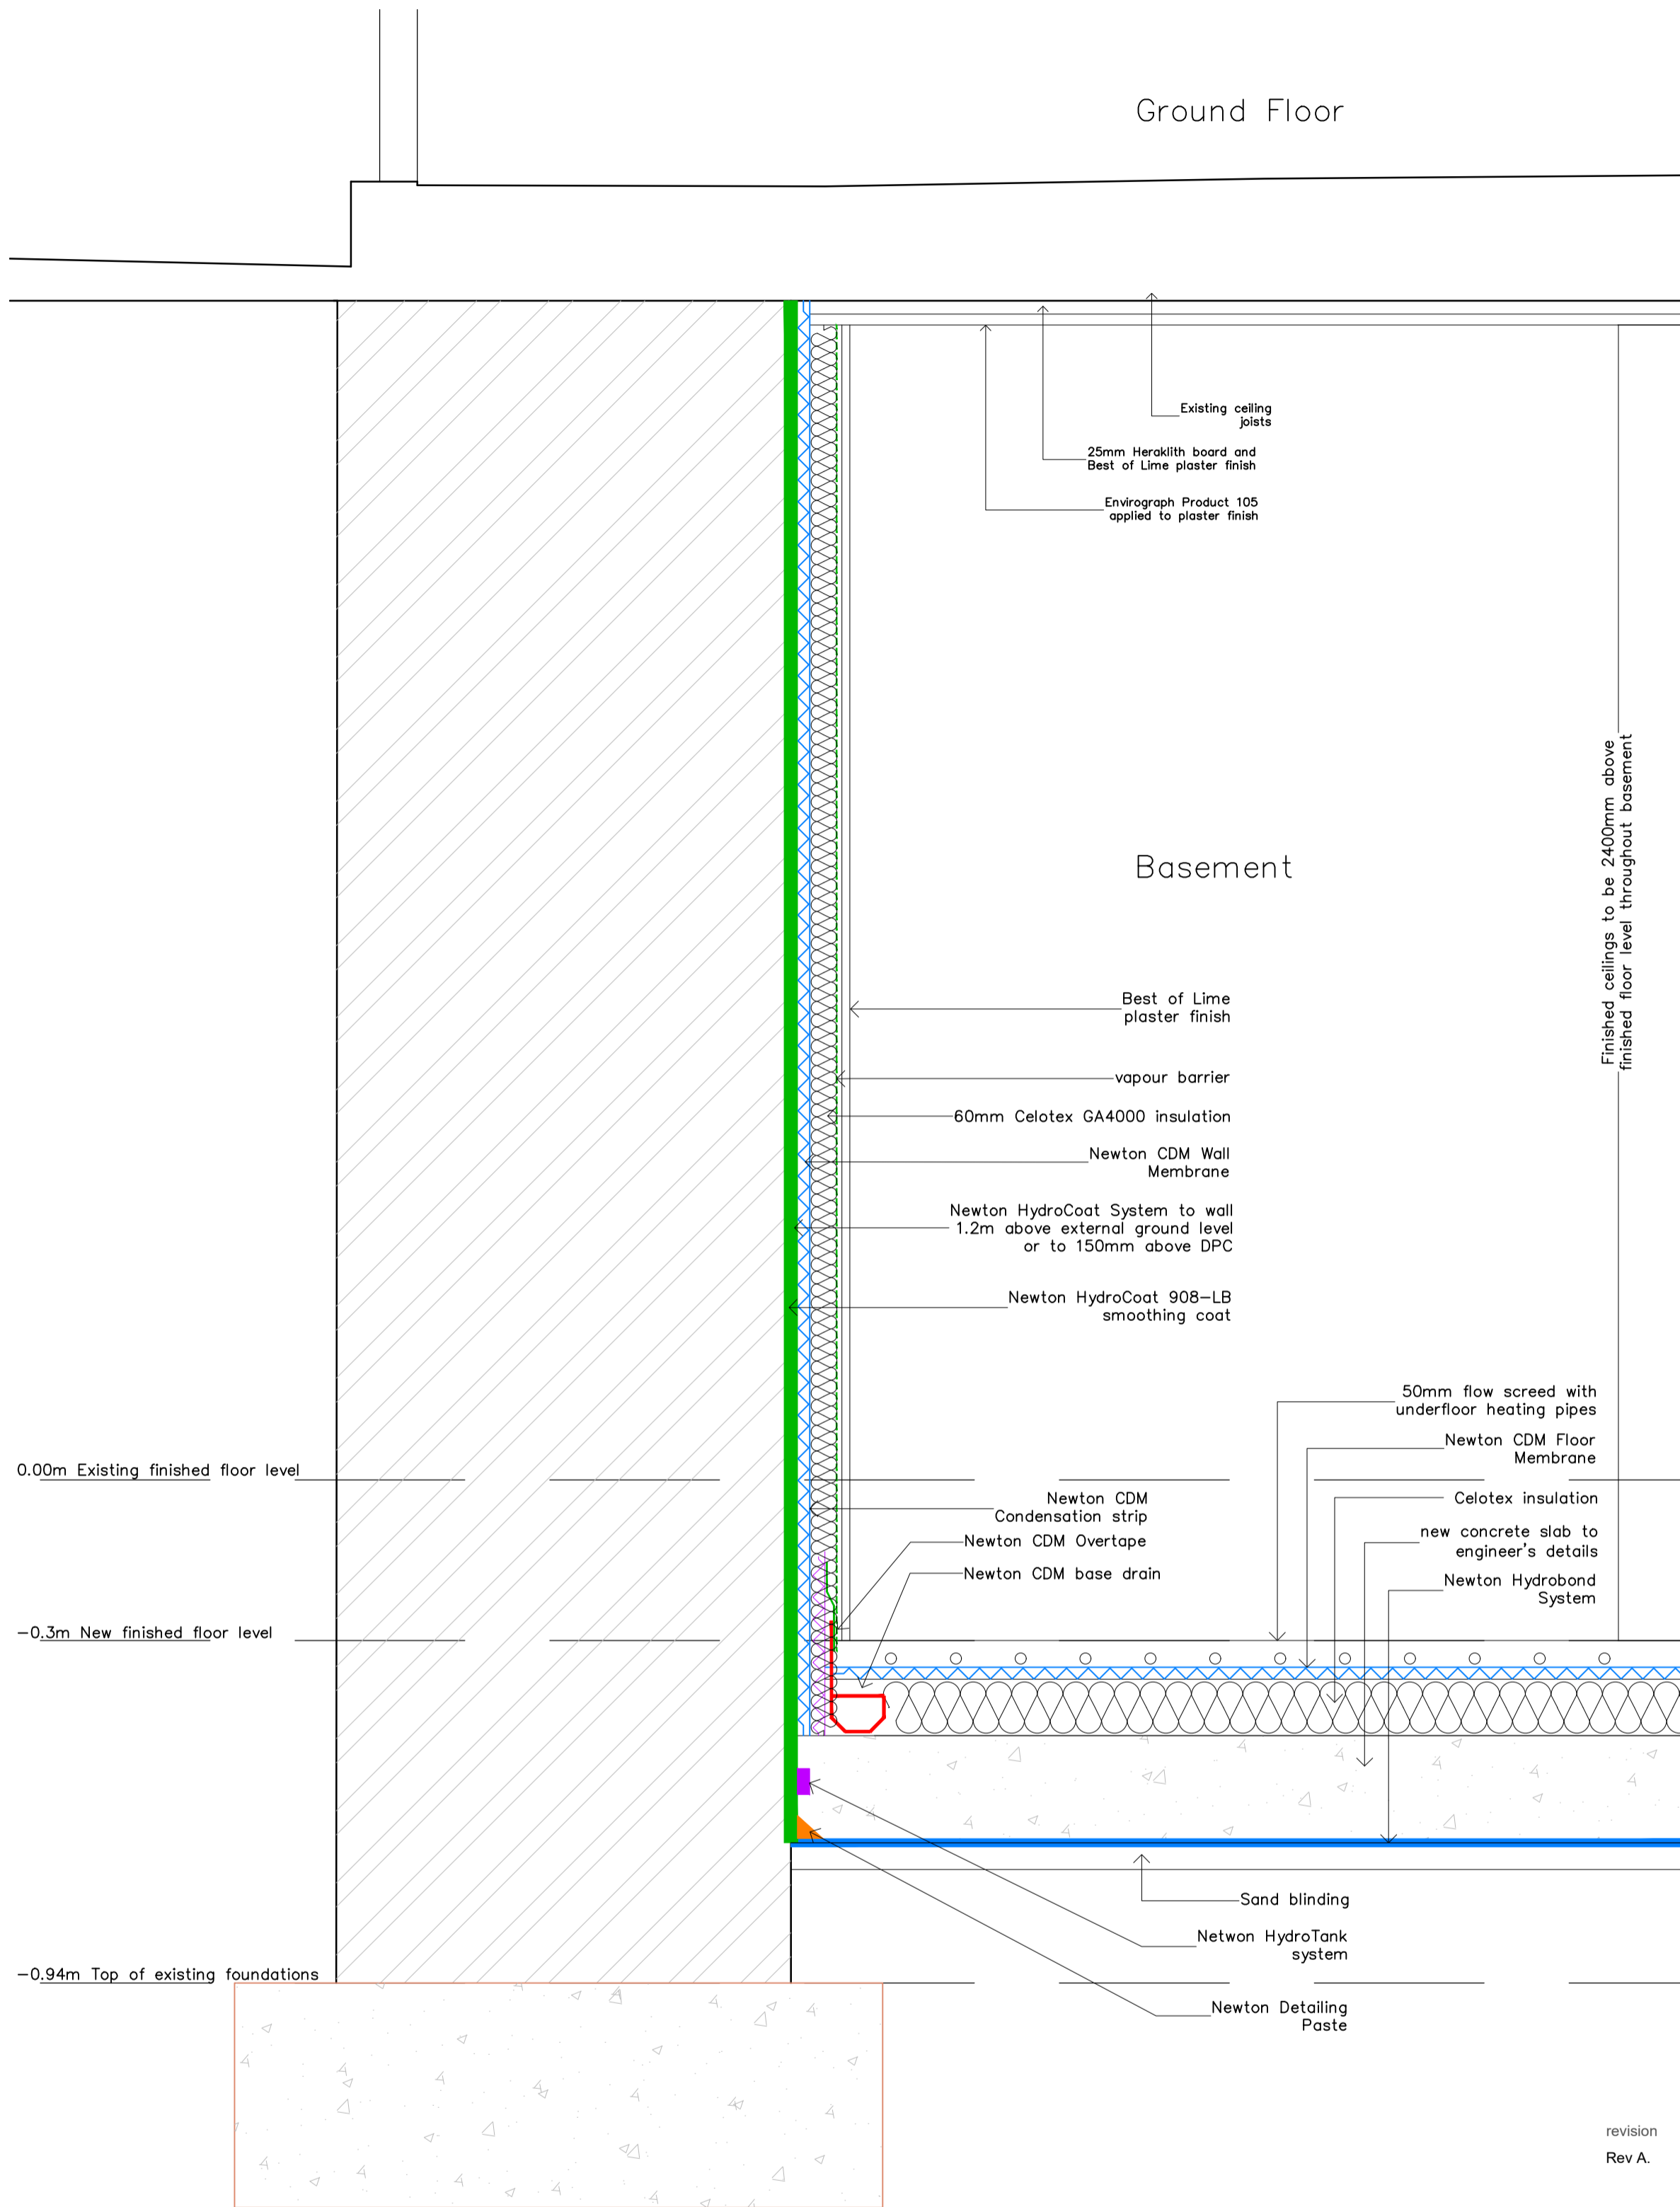 Ground Floor
Existing ceiling
joists
25mm Heraklith board and
Best of Lime plaster finish
Envirograph Product 105
applied to plaster finish
Finished ceilings to be 2400mm above
finished floor level throughout basement
Basement
Best of Lime
plaster finish
vapour barrier
60mm Celotex GA4000 insulation
Newton CDM Wall
Membrane
Newton HydroCoat System to wall
1.2m above external ground level
or to 150mm above DPC
Newton HydroCoat 908-LB
smoothing coat
50mm flow screed with
underfloor heating pipes
Newton CDM Floor
Membrane
0.00m Existing finished floor level
Newton CDM
Condensation strip
Celotex insulation
new concrete slab to
engineer's details
Newton CDM Overtape
Newton CDM base drain
Newton Hydrobond
System
-0.3m New finished floor level
Sand blinding
Netwon HydroTank
system
-0.94m Top of existing foundations
Newton Detailing
Paste
revision
Rev A.